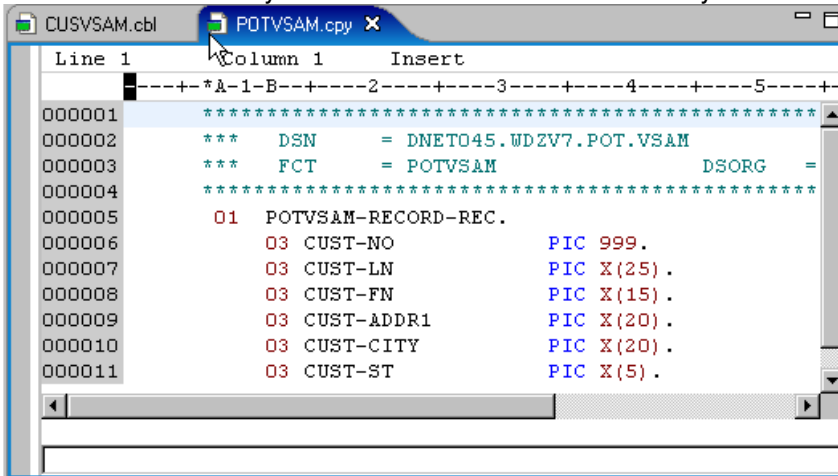 CUSVSAM.cbl POTVSAM.cpy
Line 1 Column 1 Insert
----+-*A-1-B--+----2----+----3----+----4----+----5----+-
000001 ************************************************
000002 *** DSN = DNET045.WDZV7.POT.VSAM
000003 *** FCT = POTVSAM DSORG =
000004 ************************************************
000005 01 POTVSAM-RECORD-REC.
000006 03 CUST-NO PIC 999.
000007 03 CUST-LN PIC X(25).
000008 03 CUST-FN PIC X(15).
000009 03 CUST-ADDR1 PIC X(20).
000010 03 CUST-CITY PIC X(20).
000011 03 CUST-ST PIC X(5).